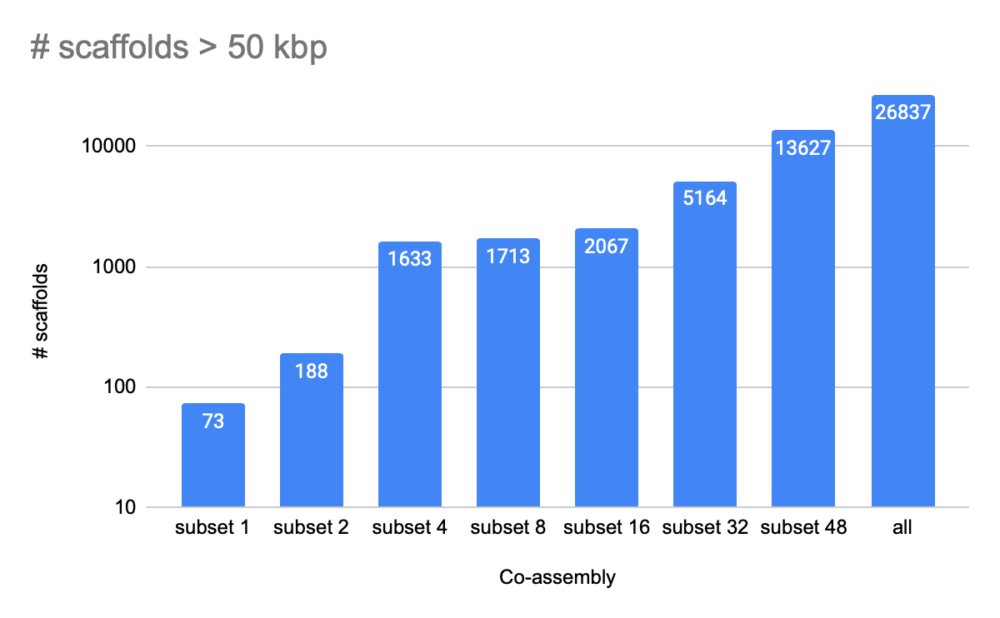 # scaffolds > 50 kbp
26837
10000
13627
5164
2067
1713
1633
1000
188
100
73
10
subset 1
subset 2
subset 4
subset 8
subset 16
subset 32
subset 48
all
# scaffolds
Co-assembly